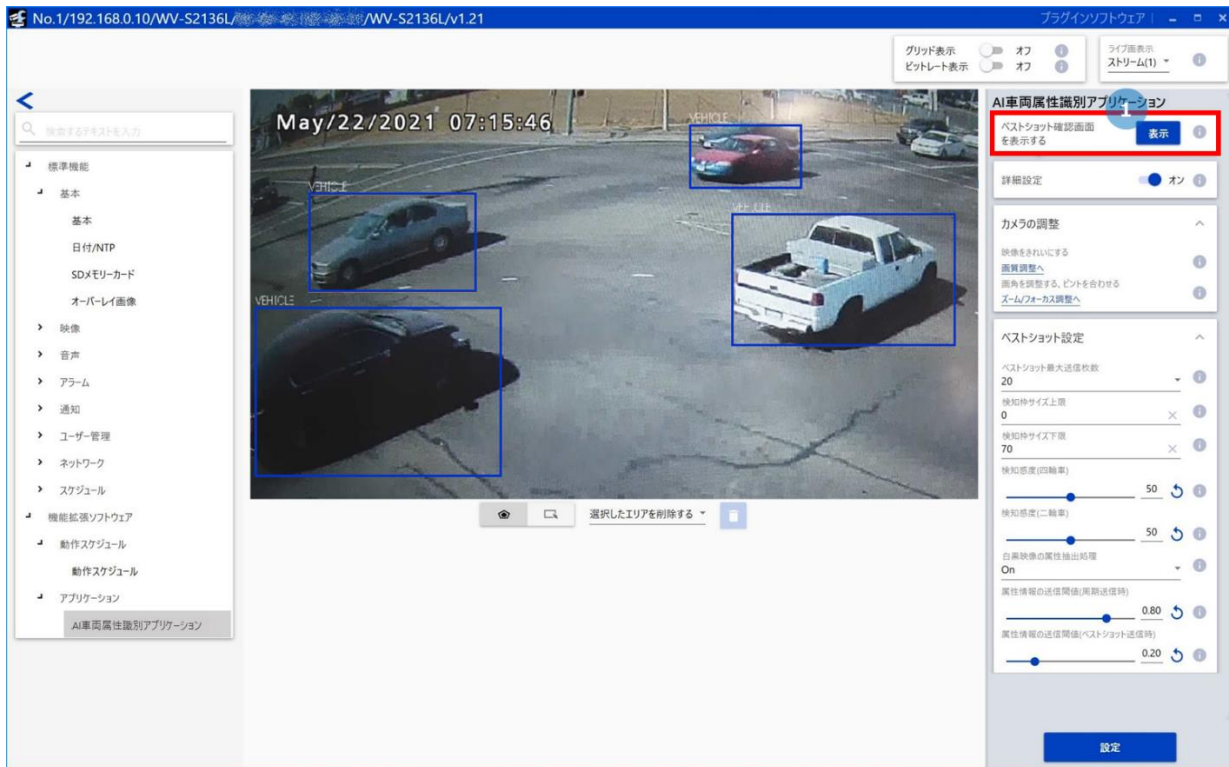 No.1/192.168.0.10/WV-S2136L/
/WV-S2136L/v1.21
プラグインソフトウェア
グリッド表示 オフ
ビットレート表示 オフ
ライブ画表示
ストリーム(1)
検索するテキストを入力
標準機能
基本
基本
日付/NTP
SDメモリーカード
オーバーレイ画像
映像
音声
アラーム
通知
ユーザー管理
ネットワーク
スケジュール
機能拡張ソフトウェア
動作スケジュール
動作スケジュール
アプリケーション
AI車両属性識別アプリケーション
May/22/2021 07:15:46
VEHICLE
VEHICLE
VEHICLE
VEHICLE
選択したエリアを削除する
AI車両属性識別アプリケーション
1
ベストショット確認画面
を表示する
表示
詳細設定 オン
カメラの調整
映像をきれいにする
画質調整へ
画角を調整する、ピントを合わせる
ズーム/フォーカス調整へ
ベストショット設定
ベストショット最大送信枚数
20
検知枠サイズ上限
0
検知枠サイズ下限
70
検知感度(四輪車)
50
検知感度(二輪車)
50
白黒映像の属性抽出処理
On
属性情報の送信閾値(周期送信時)
0.80
属性情報の送信閾値(ベストショット送信時)
0.20
設定